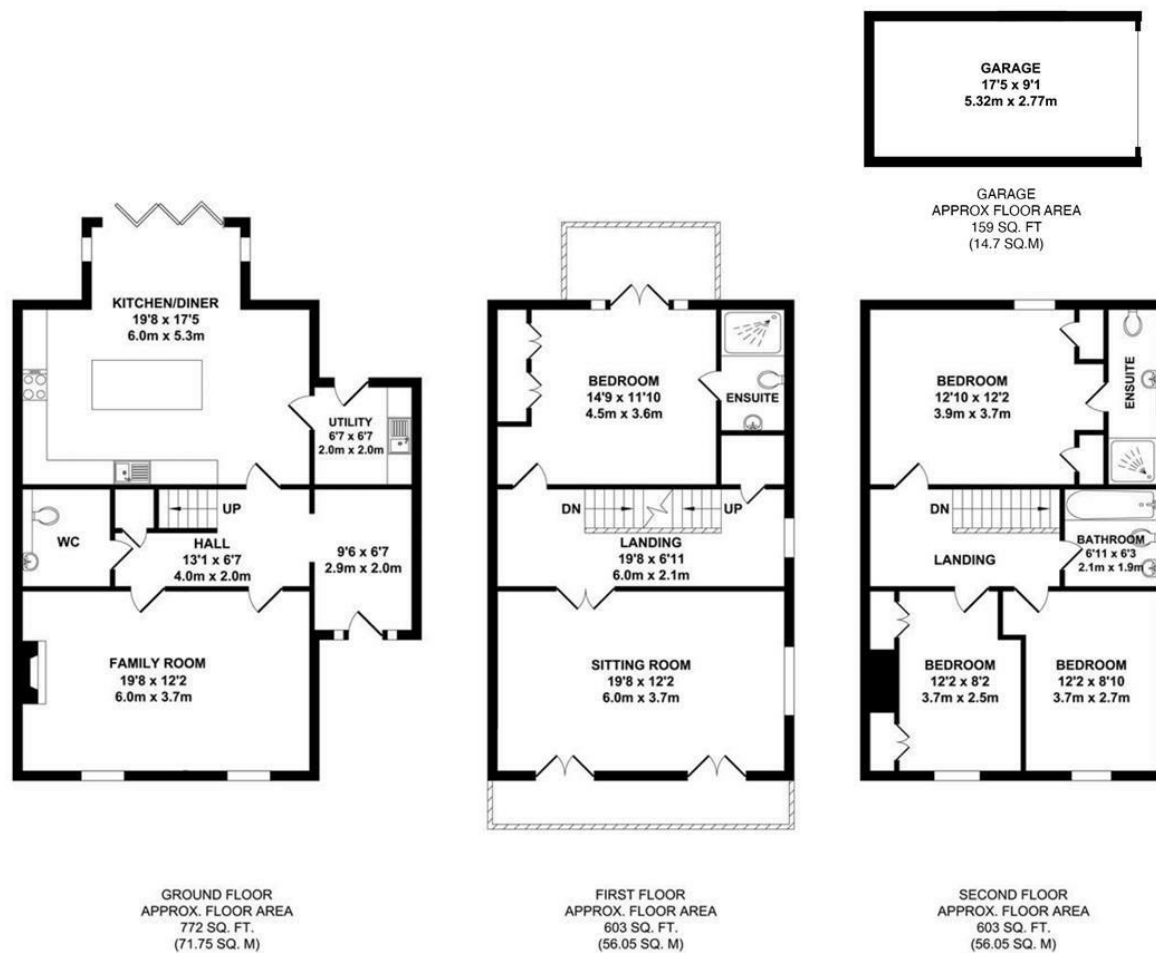 GARAGE
17'5 x 9'1
5.32m x 2.77m
GARAGE
APPROX FLOOR AREA
159 SQ. FT
(14.7 SQ.M)
KITCHEN/DINER
19'8 x 17'5
6.0m x 5.3m
UTILITY
6'7 x 6'7
2.0m x 2.0m
UP
WC
HALL
13'1 x 6'7
4.0m x 2.0m
9'6 x 6'7
2.9m x 2.0m
FAMILY ROOM
19'8 x 12'2
6.0m x 3.7m
GROUND FLOOR
APPROX. FLOOR AREA
772 SQ. FT.
(71.75 SQ. M)
BEDROOM
14'9 x 11'10
4.5m x 3.6m
ENSUITE
DN
UP
LANDING
19'8 x 6'11
6.0m x 2.1m
SITTING ROOM
19'8 x 12'2
6.0m x 3.7m
FIRST FLOOR
APPROX. FLOOR AREA
603 SQ. FT.
(56.05 SQ. M)
BEDROOM
12'10 x 12'2
3.9m x 3.7m
ENSUITE
DN
LANDING
BATHROOM
6'11 x 6'3
2.1m x 1.9m
BEDROOM
12'2 x 8'2
3.7m x 2.5m
BEDROOM
12'2 x 8'10
3.7m x 2.7m
SECOND FLOOR
APPROX. FLOOR AREA
603 SQ. FT.
(56.05 SQ. M)